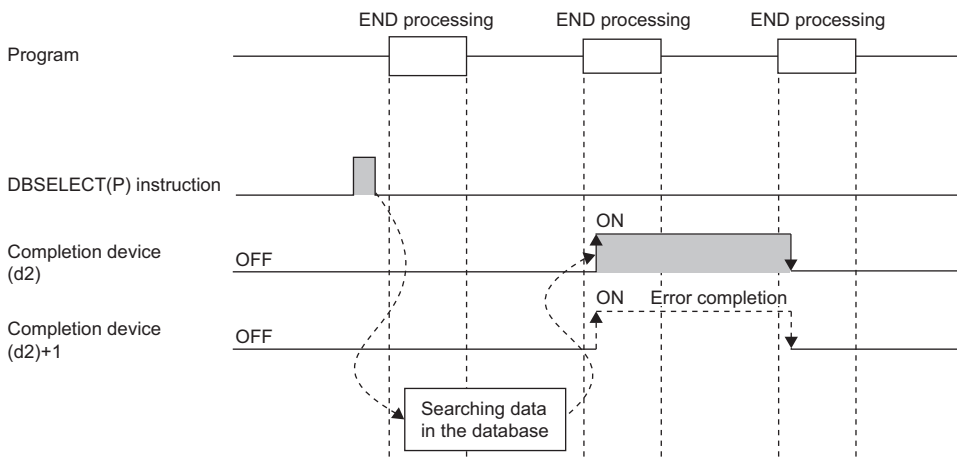 END processing
END processing
END processing
Program
DBSELECT(P) instruction
ON
Completion device
(d2)
OFF
ON
Error completion
Completion device
(d2)+1
OFF
Searching data
in the database